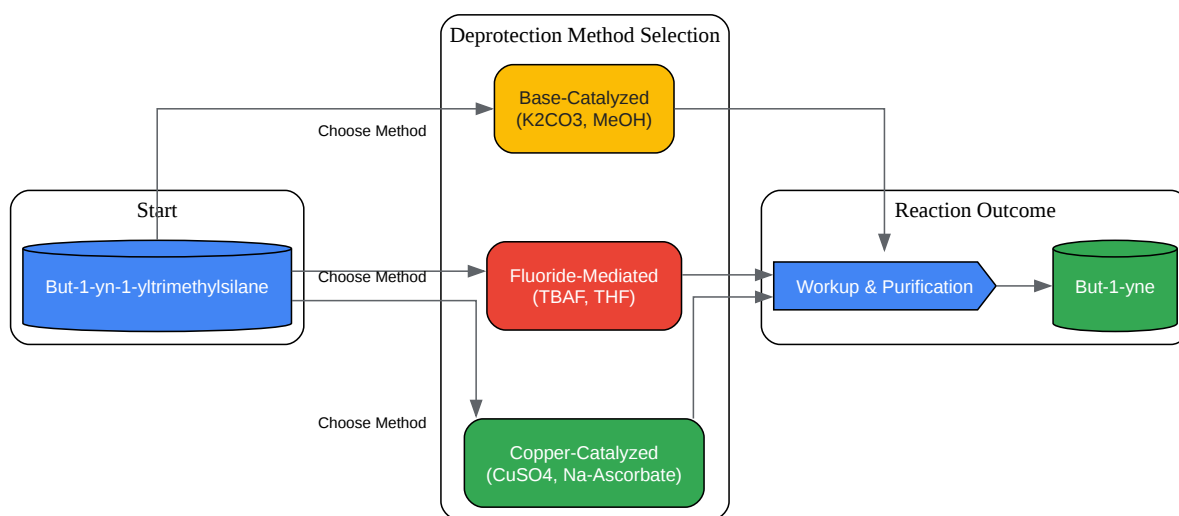 Deprotection Method Selection
Base-Catalyzed
(K2CO3, MeOH)
Choose Method
Start
Reaction Outcome
But-1-yn-1-yltrimethylsilane
Choose Method
Fluoride-Mediated
(TBAF, THF)
Workup & Purification
But-1-yne
Choose Method
Copper-Catalyzed
(CuSO4, Na-Ascorbate)